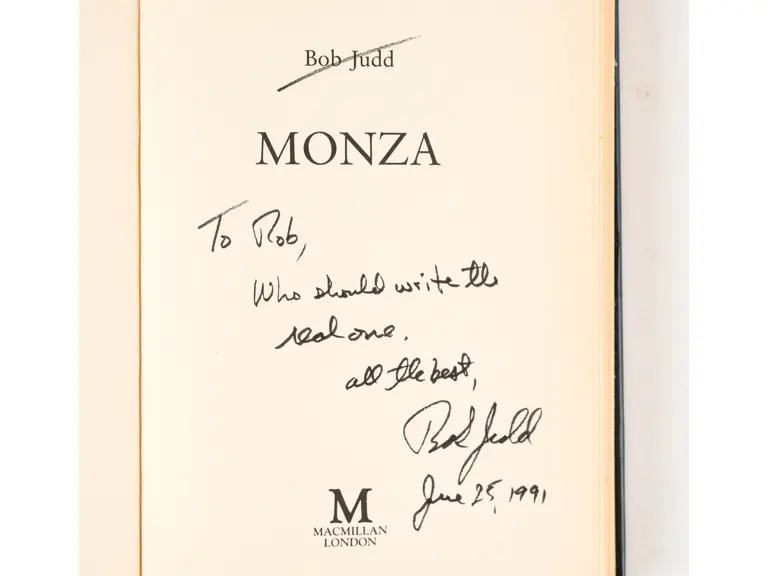 Bob Judd
MONZA
To Rob,
Who should write the
real one.
all the best,
Bob Judd
June 25, 1991
M
MACMILLAN
LONDON